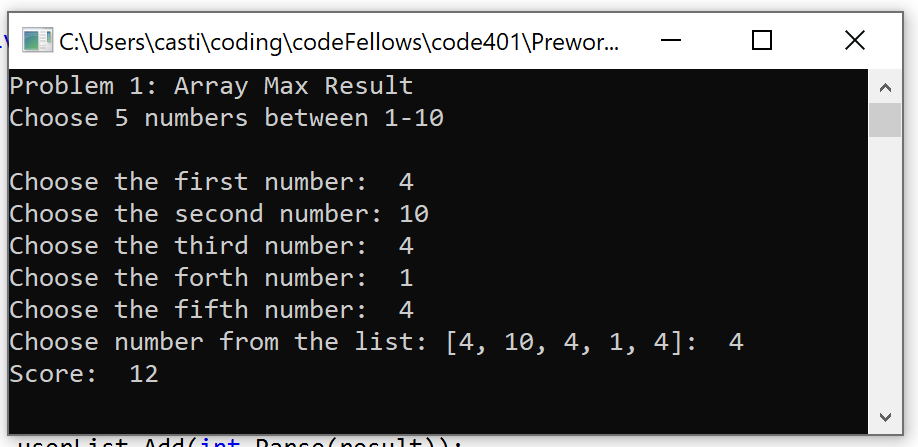 C:\Users\casti\coding\codeFellows\code401\Prewor...
Problem 1: Array Max Result
Choose 5 numbers between 1-10
Choose the first number:  4
Choose the second number: 10
Choose the third number:  4
Choose the forth number:  1
Choose the fifth number:  4
Choose number from the list: [4, 10, 4, 1, 4]:  4
Score:  12
userList.Add(int.Parse(result));